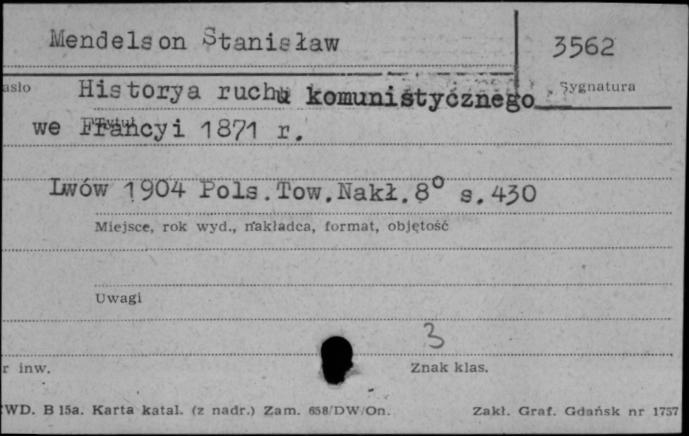 Mendelson Stanisław
3562
asło
Sygnatura
Historya ruchu komunistycznego
Tytuł
we Francyi 1871 r.
Lwów 1904 Pols.Tow.Nakł.8° s.430
Miejsce, rok wyd., nakładca, format, objętość
Uwagi
3
r inw.
Znak klas.
WD. B 15a. Karta katal. (z nadr.) Zam. 658/DW/On.
Zakł. Graf. Gdańsk nr 1757